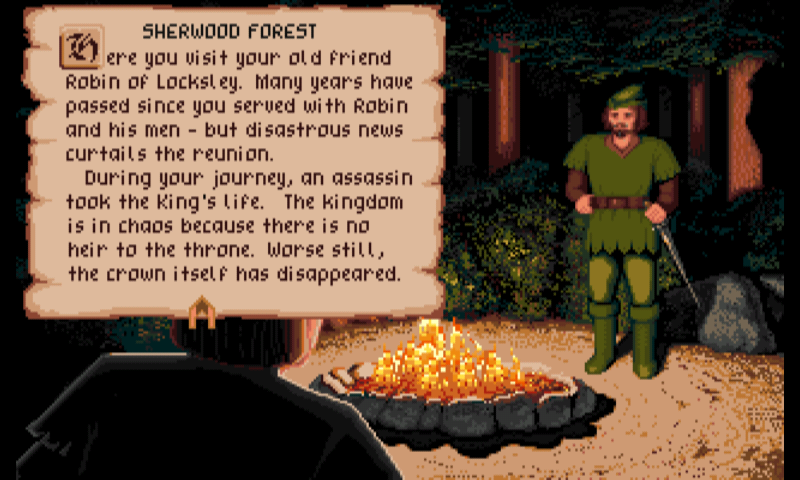 SHERWOOD FOREST
Here you visit your old friend
Robin of Locksley. Many years have
passed since you served with Robin
and his men - but disastrous news
curtails the reunion.
During your journey, an assassin
took the King's life. The kingdom
is in chaos because there is no
heir to the throne. Worse still,
the crown itself has disappeared.